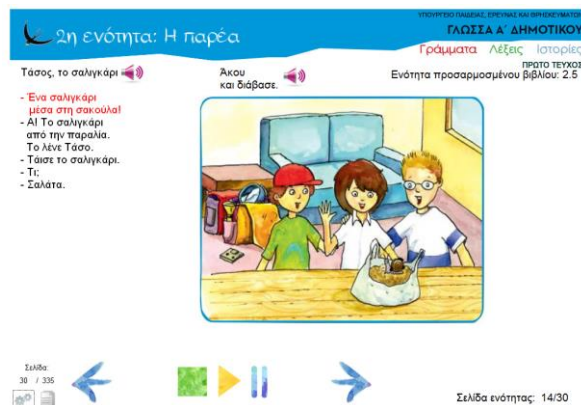 ΥΠΟΥΡΓΕΙΟ ΠΑΙΔΕΙΑΣ, ΕΡΕΥΝΑΣ ΚΑΙ ΘΡΗΣΚΕΥΜΑΤΩΝ
2η ενότητα: Η παρέα
ΓΛΩΣΣΑ Α΄ ΔΗΜΟΤΙΚΟΥ
Γράμματα Λέξεις Ιστορίες
ΠΡΩΤΟ ΤΕΥΧΟΣ
Ενότητα προσαρμοσμένου βιβλίου: 2.5
Τάσος, το σαλιγκάρι
Άκου
και διάβασε.
- Ένα σαλιγκάρι
μέσα στη σακούλα!
- Α! Το σαλιγκάρι
από την παραλία.
Το λένε Τάσο.
- Τάισε το σαλιγκάρι.
- Τι;
- Σαλάτα.
Σελίδα:
30 / 335
Σελίδα ενότητας: 14/30